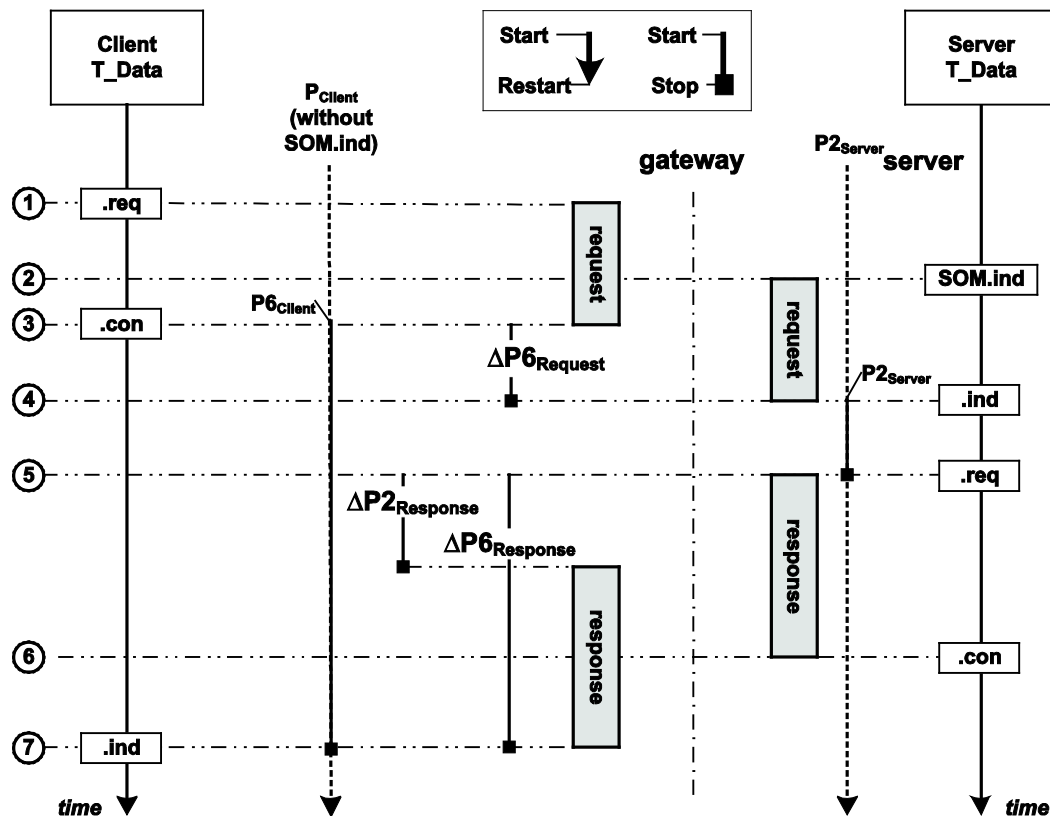 Client
T_Data
Start
Start
Restart
Stop
Server
T_Data
PClient
(without
SOM.ind)
gateway
P2Server
server
1
.req
request
2
SOM.ind
request
P6Client
3
.con
ΔP6Request
P2Server
4
.ind
5
.req
ΔP2Response
ΔP6Response
response
response
6
.con
7
.ind
time
time